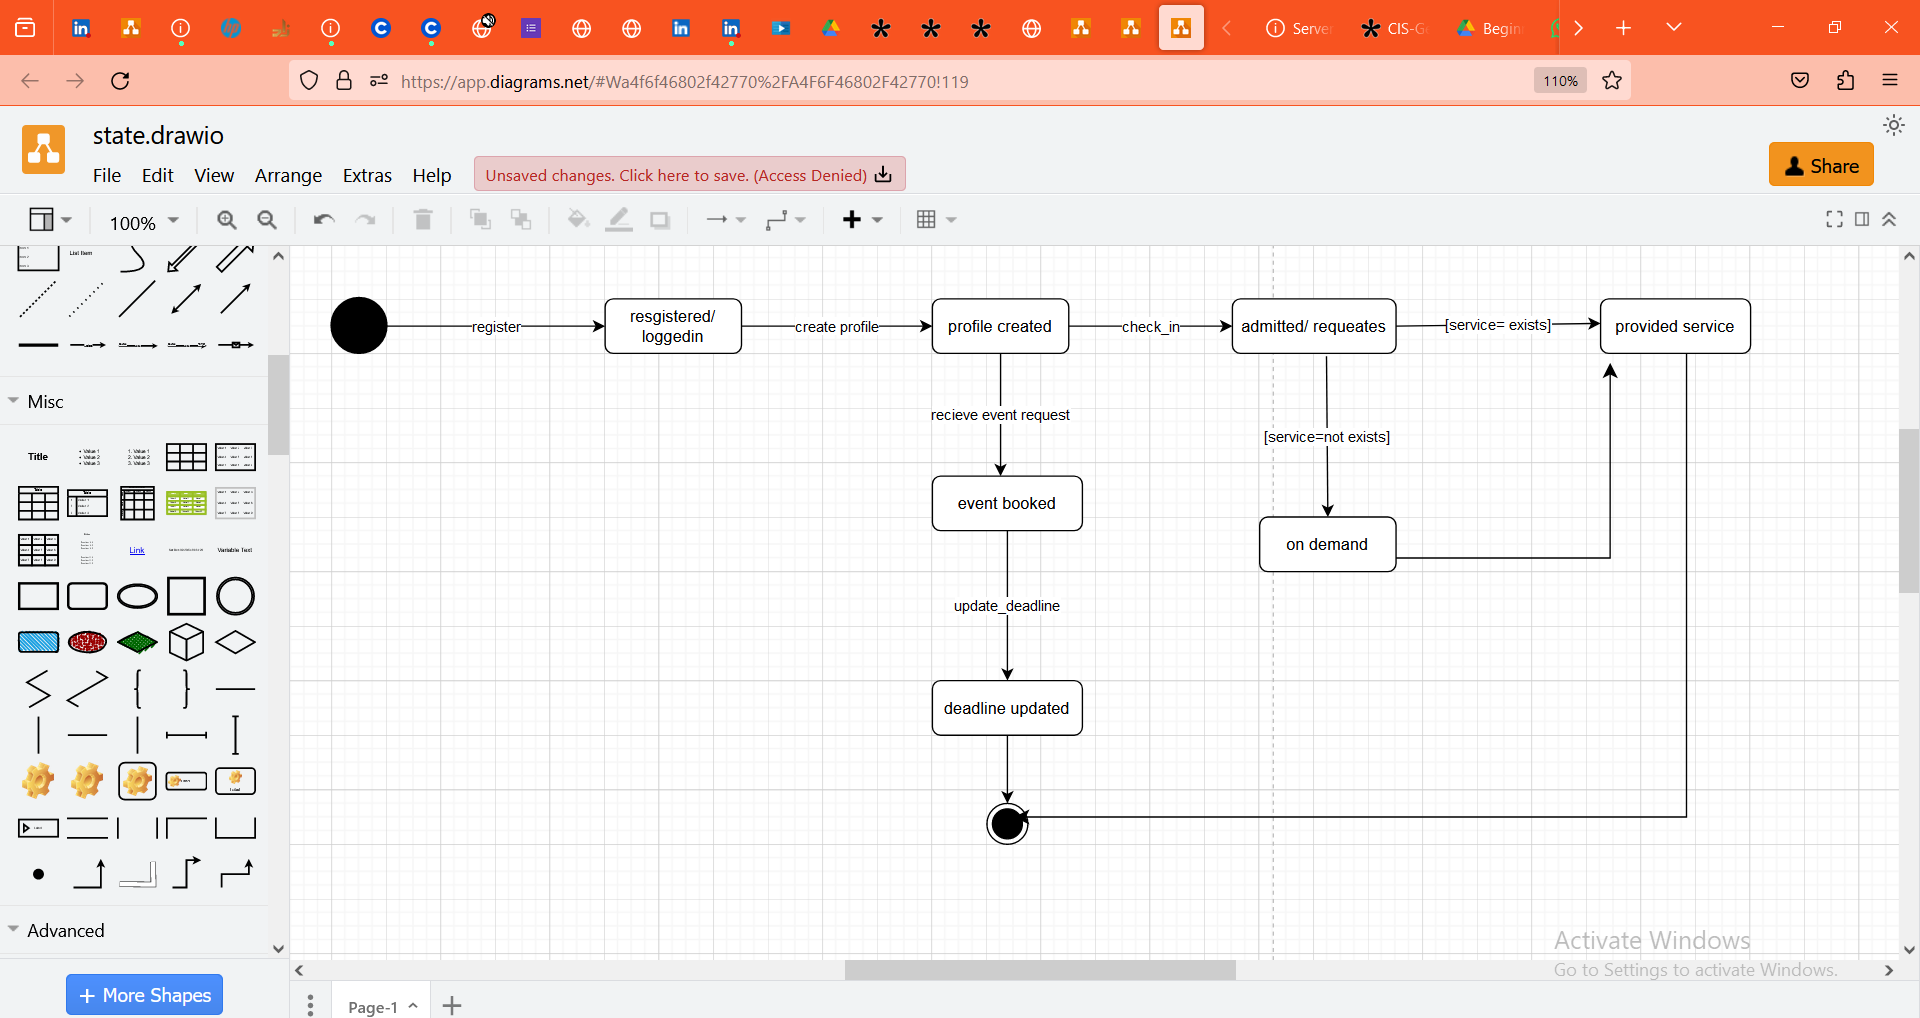 Server
CIS-G
Begin
https://app.diagrams.net/#Wa4f6f46802f42770%2FA4F6F46802F42770!119
110%
state.drawio
File Edit View Arrange Extras Help
Unsaved changes. Click here to save. (Access Denied)
Share
100%
List Item
Misc
Title
Link
Variable Text
Advanced
+ More Shapes
register
resgistered/
loggedin
create profile
profile created
check_in
admitted/ requeates
[service= exists]
provided service
recieve event request
[service=not exists]
event booked
on demand
update_deadline
deadline updated
Activate Windows
Go to Settings to activate Windows.
Page-1